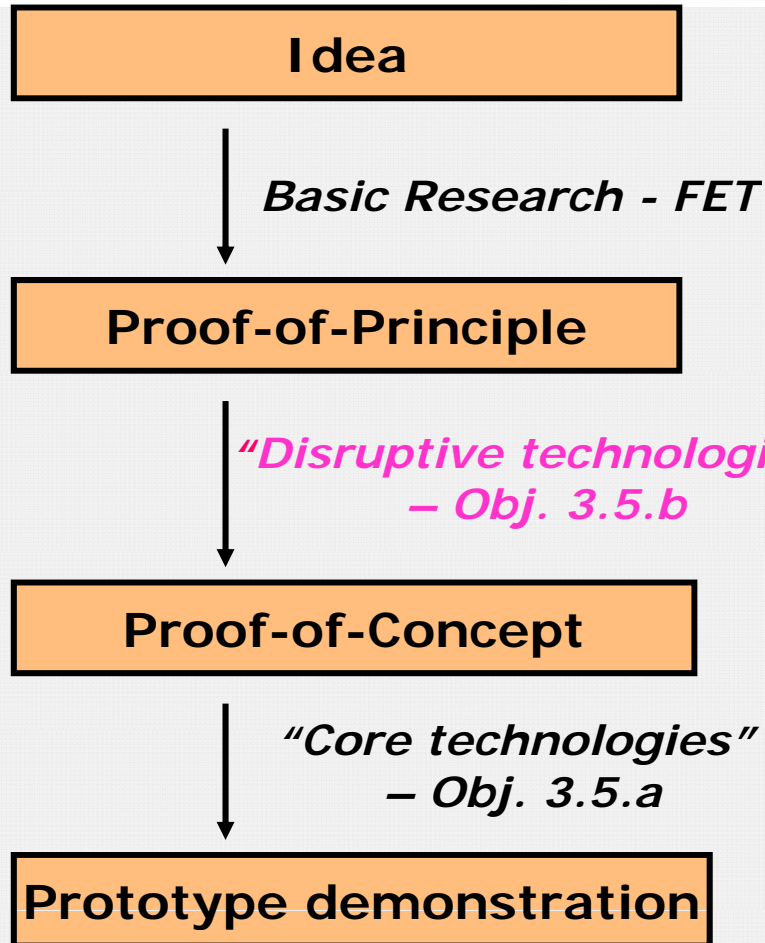 Idea
Basic Research - FET
Proof-of-Principle
“Disruptive technologi
– Obj. 3.5.b
Proof-of-Concept
“Core technologies”
– Obj. 3.5.a
Prototype demonstration